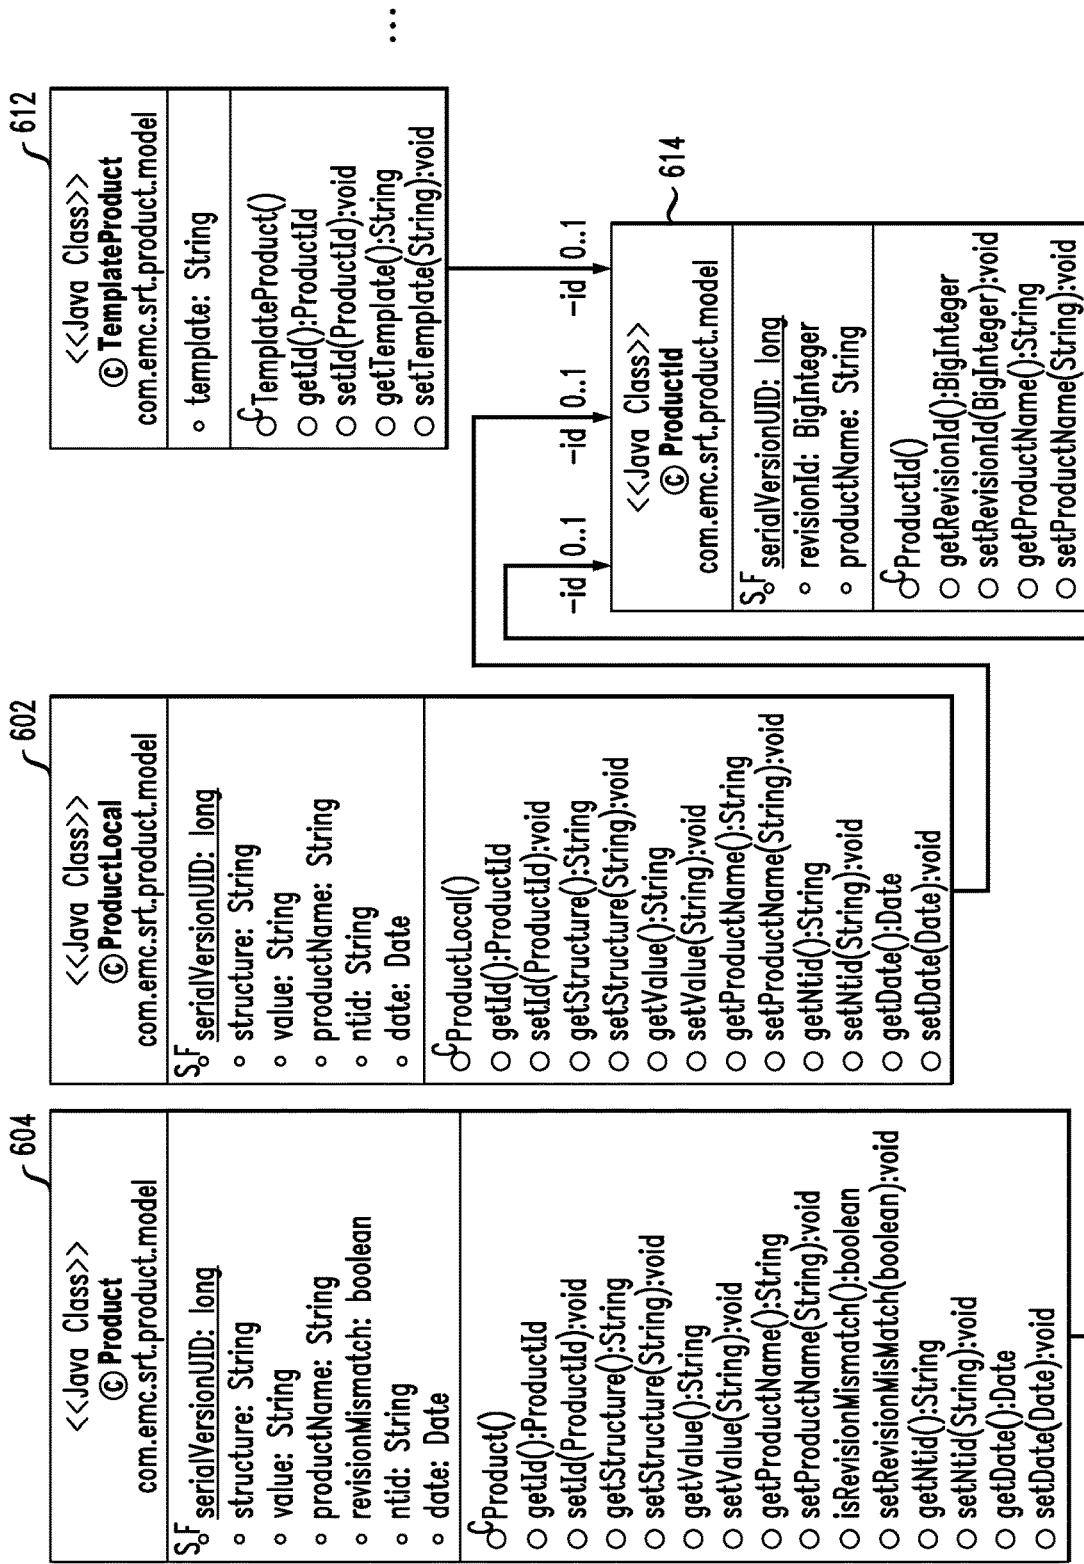 604
<<Java Class>>
© Product
com.emc.srt.product.model
SF serialVersionUID: long
structure: String
value: String
productName: String
revisionMismatch: boolean
ntid: String
date: Date
C Product()
getId():ProductId
setId(ProductId):void
getStructure():String
setStructure(String):void
getValue():String
setValue(String):void
getProductName():String
setProductName(String):void
isRevisionMismatch():boolean
setRevisionMisMatch(boolean):void
getNtid():String
setNtid(String):void
getDate():Date
setDate(Date):void
602
<<Java Class>>
© ProductLocal
com.emc.srt.product.model
SF serialVersionUID: long
structure: String
value: String
productName: String
ntid: String
date: Date
C ProductLocal()
getId():ProductId
setId(ProductId):void
getStructure():String
setStructure(String):void
getValue():String
setValue(String):void
getProductName():String
setProductName(String):void
getNtid():String
setNtid(String):void
getDate():Date
setDate(Date):void
612
<<Java Class>>
© TemplateProduct
com.emc.srt.product.model
template: String
C TemplateProduct()
getId():ProductId
setId(ProductId):void
getTemplate():String
setTemplate(String):void
...
-id 0..1
-id 0..1
-id 0..1
614
<<Java Class>>
© ProductId
com.emc.srt.product.model
SF serialVersionUID: long
revisionId: BigInteger
productName: String
C ProductId()
getRevisionId():BigInteger
setRevisionId(BigInteger):void
getProductName():String
setProductName(String):void